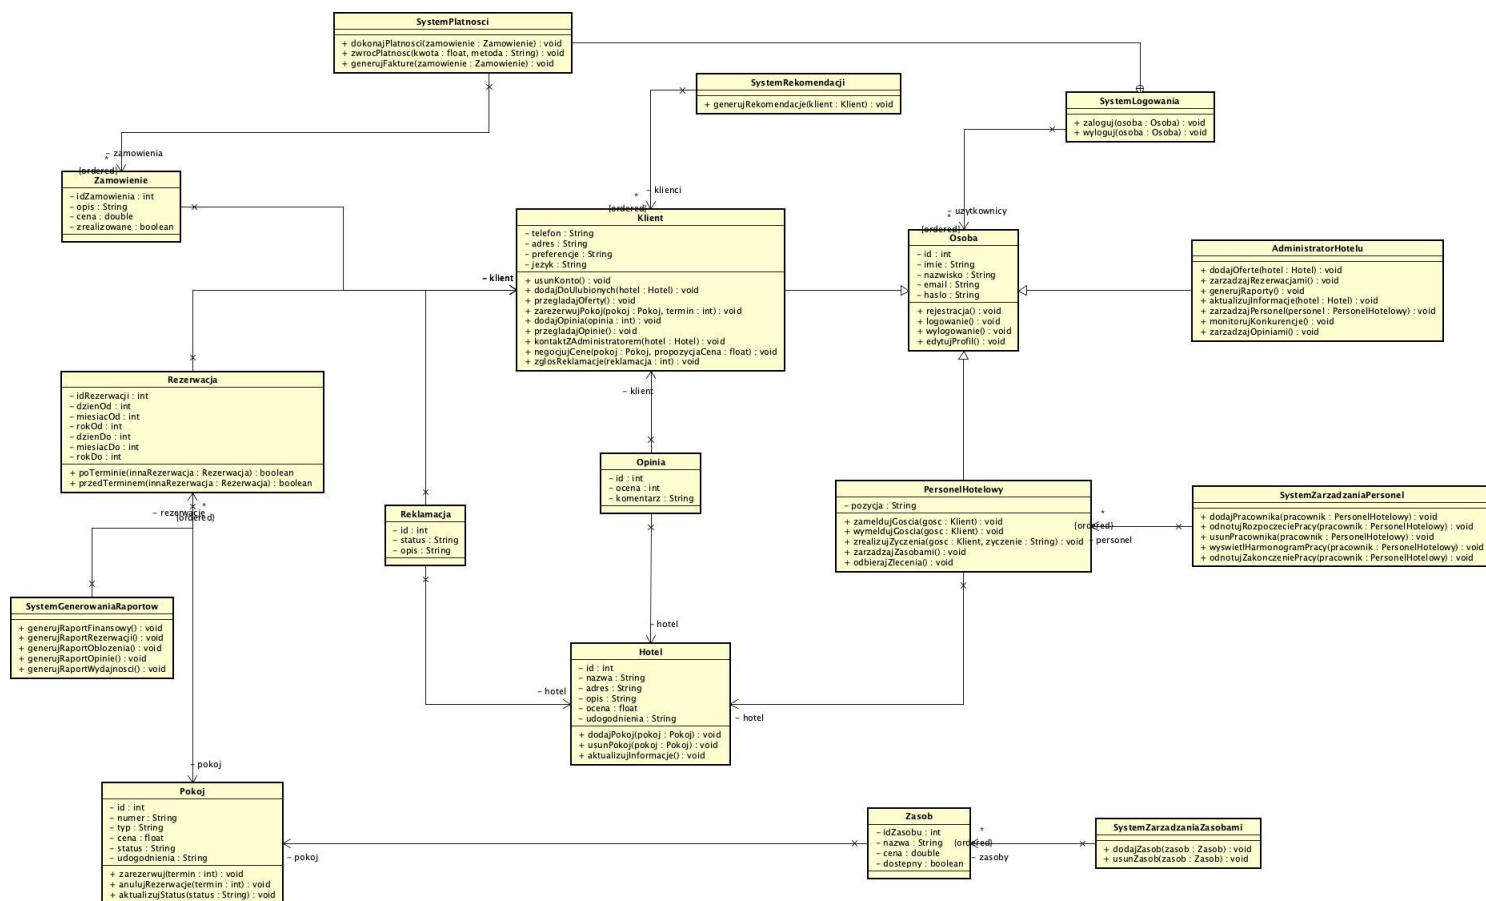 SystemPlatnosci
+ dokonajPlatnosci(zamowienie : Zamowienie) : void
+ zwrocPlatnosc(kwota : float, metoda : String) : void
+ generujFakture(zamowienie : Zamowienie) : void
SystemRekomendacji
+ generujRekomendacje(klient : Klient) : void
SystemLogowania
+ zaloguj(osoba : Osoba) : void
+ wyloguj(osoba : Osoba) : void
- zamowienia
*
{ordered}
Zamowienie
- idZamowienia : int
- opis : String
- cena : double
- zrealizowane : boolean
- klienci
*
{ordered}
Klient
- telefon : String
- adres : String
- preferencje : String
- jezyk : String
+ usunKonto() : void
+ dodajDoUlubionych(hotel : Hotel) : void
+ przegladajOferty() : void
+ zarezerwujPokoj(pokoj : Pokoj, termin : int) : void
+ dodajOpinia(opinia : int) : void
+ przegladajOpinie() : void
+ kontaktZAdministratorem(hotel : Hotel) : void
+ negocjujCene(pokoj : Pokoj, propozycjaCena : float) : void
+ zglosReklamacje(reklamacja : int) : void
- klient
- uzytkownicy
*
{ordered}
Osoba
- id : int
- imie : String
- nazwisko : String
- email : String
- haslo : String
+ rejestracja() : void
+ logowanie() : void
+ wylogowanie() : void
+ edytujProfil() : void
AdministratorHotelu
+ dodajOferte(hotel : Hotel) : void
+ zarzadzajRezerwacjami() : void
+ generujRaporty() : void
+ aktualizujInformacje(hotel : Hotel) : void
+ zarzadzajPersonel(personel : PersonelHotelowy) : void
+ monitorujKonkurencje() : void
+ zarzadzajOpiniami() : void
Rezerwacja
- idRezerwacji : int
- dzienOd : int
- miesiacOd : int
- rokOd : int
- dzienDo : int
- miesiacDo : int
- rokDo : int
+ poTerminie(innaRezerwacja : Rezerwacja) : boolean
+ przedTerminem(innaRezerwacja : Rezerwacja) : boolean
- rezerwacje
*
{ordered}
- klient
Opinia
- id : int
- ocena : int
- komentarz : String
Reklamacja
- id : int
- status : String
- opis : String
PersonelHotelowy
- pozycja : String
+ zameldujGoscia(gosc : Klient) : void
+ wymeldujGoscia(gosc : Klient) : void
+ zrealizujZyczenia(gosc : Klient, zyczenie : String) : void
+ zarzadzajZasobami() : void
+ odbierajZlecenia() : void
*
{ordered}
- personel
SystemZarzadzaniaPersonel
+ dodajPracownika(pracownik : PersonelHotelowy) : void
+ odnotujRozpoczeciePracy(pracownik : PersonelHotelowy) : void
+ usunPracownika(pracownik : PersonelHotelowy) : void
+ wyswietlHarmonogramPracy(pracownik : PersonelHotelowy) : void
+ odnotujZakonczeniePracy(pracownik : PersonelHotelowy) : void
SystemGenerowaniaRaportow
+ generujRaportFinansowy() : void
+ generujRaportRezerwacji() : void
+ generujRaportOblozenia() : void
+ generujRaportOpinie() : void
+ generujRaportWydajnosci() : void
- hotel
Hotel
- id : int
- nazwa : String
- adres : String
- opis : String
- ocena : float
- udogodnienia : String
+ dodajPokoj(pokoj : Pokoj) : void
+ usunPokoj(pokoj : Pokoj) : void
+ aktualizujInformacje() : void
- hotel
- hotel
- pokoj
Pokoj
- id : int
- numer : String
- typ : String
- cena : float
- status : String
- udogodnienia : String
+ zarezerwuj(termin : int) : void
+ anulujRezerwacje(termin : int) : void
+ aktualizujStatus(status : String) : void
- pokoj
Zasob
- idZasobu : int
- nazwa : String
- cena : double
- dostepny : boolean
*
{ordered}
- zasoby
SystemZarzadzaniaZasobami
+ dodajZasob(zasob : Zasob) : void
+ usunZasob(zasob : Zasob) : void